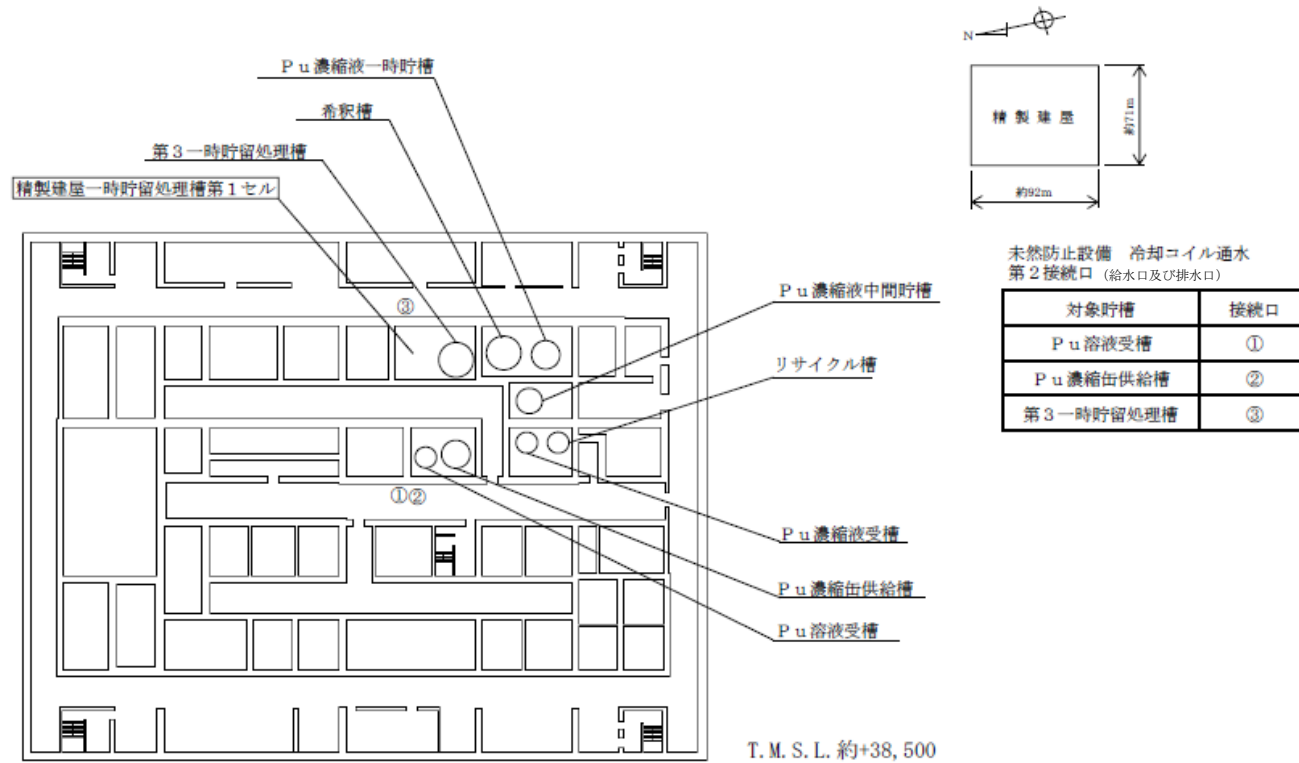 Pu濃縮液一時貯槽
希釈槽
第3一時貯留処理槽
精製建屋一時貯留処理槽第1セル
③
①②
Pu濃縮液中間貯槽
リサイクル槽
Pu濃縮液受槽
Pu濃縮缶供給槽
Pu溶液受槽
T.M.S.L.約+38,500
N
精製建屋
約71m
約92m
未然防止設備 冷却コイル通水
第2接続口(給水口及び排水口)
対象貯槽 接続口
Pu溶液受槽 ①
Pu濃縮缶供給槽 ②
第3一時貯留処理槽 ③